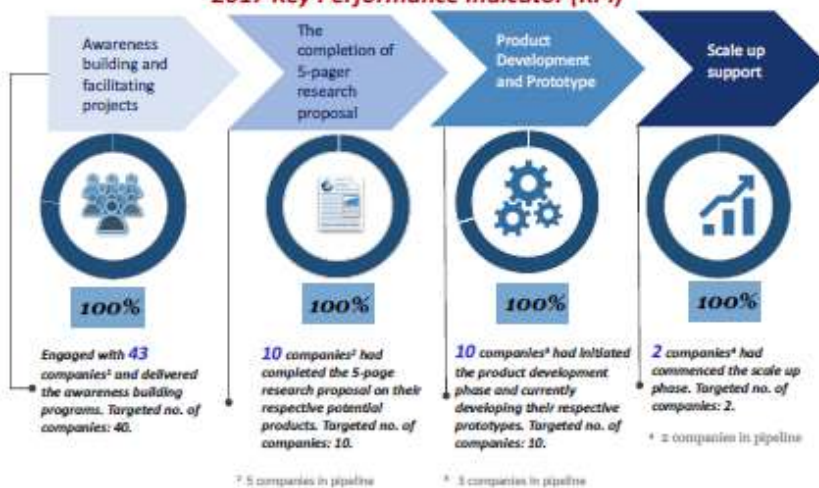 2017 Key Performance Indicator (KPI)
Awareness
building and
facilitating
projects
The
completion of
5-pager
research
proposal
Product
Development
and Prototype
Scale up
support
100%
100%
100%
100%
Engaged with 43
companies¹ and delivered
the awareness building
programs. Targeted no. of
companies: 40.
10 companies² had
completed the 5-page
research proposal on their
respective potential
products. Targeted no. of
companies: 10.
² 5 companies in pipeline
10 companies³ had initiated
the product development
phase and currently
developing their respective
prototypes. Targeted no. of
companies: 10.
³ 3 companies in pipeline
2 companies⁴ had
commenced the scale up
phase. Targeted no. of
companies: 2.
⁴ 2 companies in pipeline